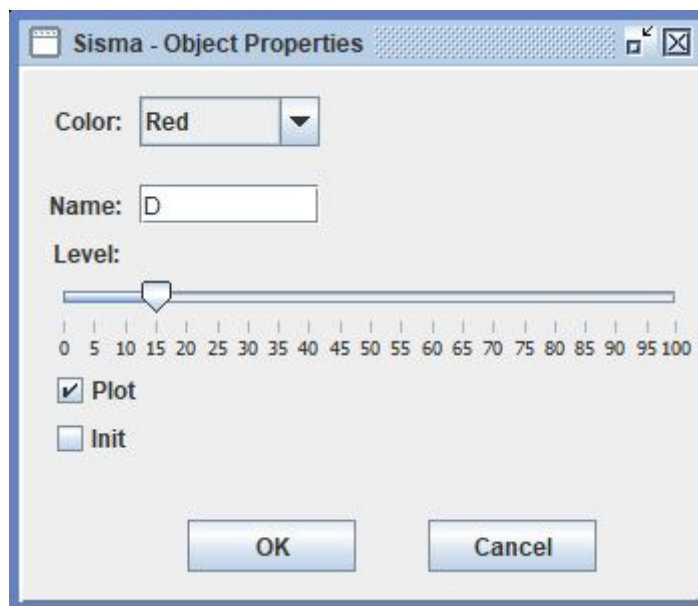 Sisma - Object Properties
Color: Red
Name: D
Level:
0 5 10 15 20 25 30 35 40 45 50 55 60 65 70 75 80 85 90 95 100
Plot
Init
OK Cancel